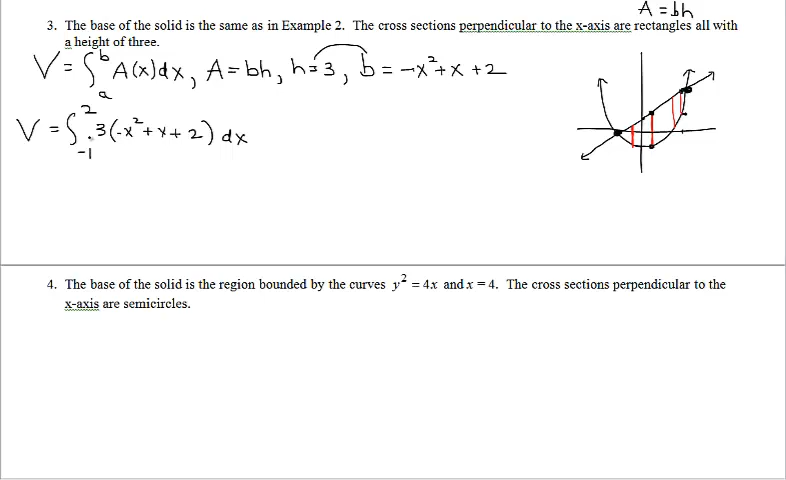 A = bh
3. The base of the solid is the same as in Example 2. The cross sections perpendicular to the x-axis are rectangles all with
a height of three.
V = ∫ₐᵇ A(x)dx, A = bh, h = 3, b = -x² + x + 2
V = ∫₋₁² 3(-x² + x + 2) dx
4. The base of the solid is the region bounded by the curves y² = 4x and x = 4. The cross sections perpendicular to the
x-axis are semicircles.